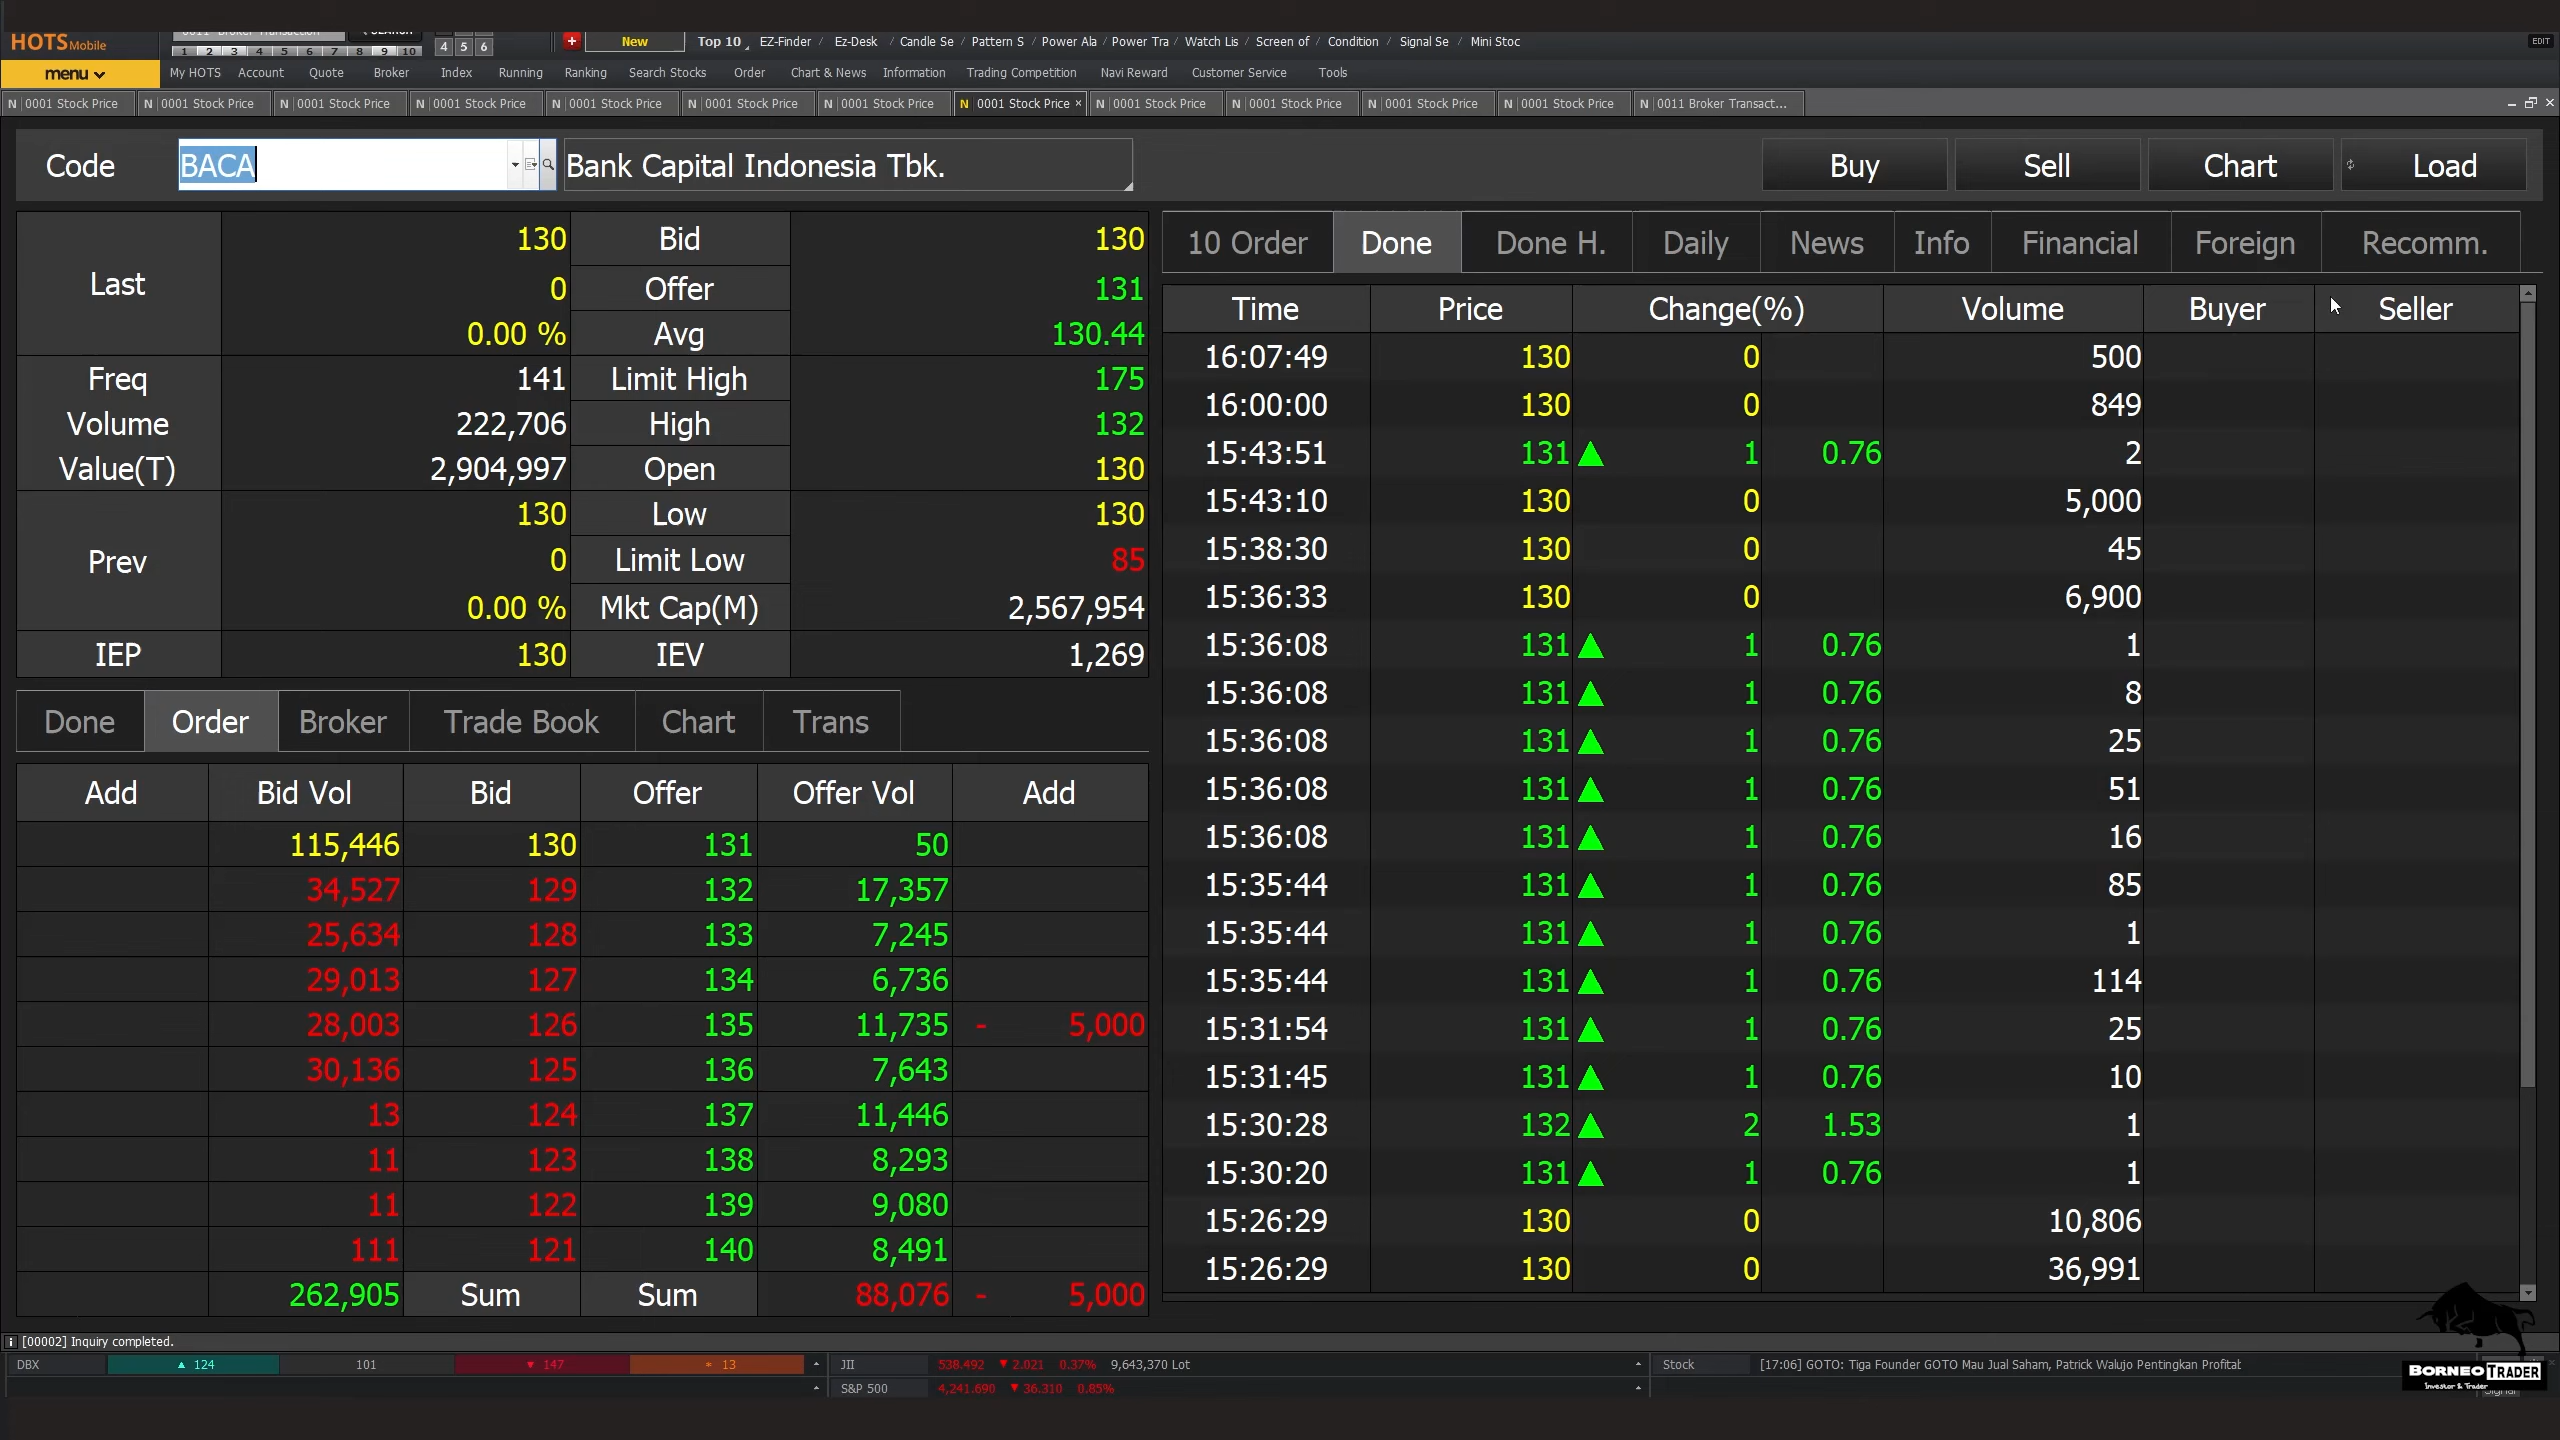 HOTS Mobile
1 2 3 4 5 6 7 8 9 10
4 5 6
New
Top 10 EZ-Finder / Ez-Desk / Candle Se / Pattern S / Power Ala / Power Tra / Watch Lis / Screen of / Condition / Signal Se / Mini Stoc
EDIT
menu
My HOTS Account Quote Broker Index Running Ranking Search Stocks Order Chart & News Information Trading Competition Navi Reward Customer Service Tools
N 0001 Stock Price N 0001 Stock Price N 0001 Stock Price N 0001 Stock Price N 0001 Stock Price N 0001 Stock Price N 0001 Stock Price N 0001 Stock Price × N 0001 Stock Price N 0001 Stock Price N 0001 Stock Price N 0001 Stock Price N 0011 Broker Transact...
Code BACA Bank Capital Indonesia Tbk. Buy Sell Chart Load
Last 130 Bid 130
0 Offer 131
0.00 % Avg 130.44
Freq 141 Limit High 175
Volume 222,706 High 132
Value(T) 2,904,997 Open 130
Prev 130 Low 130
0 Limit Low 85
0.00 % Mkt Cap(M) 2,567,954
IEP 130 IEV 1,269
Done Order Broker Trade Book Chart Trans
Add Bid Vol Bid Offer Offer Vol Add
115,446 130 131 50
34,527 129 132 17,357
25,634 128 133 7,245
29,013 127 134 6,736
28,003 126 135 11,735 - 5,000
30,136 125 136 7,643
13 124 137 11,446
11 123 138 8,293
11 122 139 9,080
111 121 140 8,491
262,905 Sum Sum 88,076 - 5,000
10 Order Done Done H. Daily News Info Financial Foreign Recomm.
Time Price Change(%) Volume Buyer Seller
16:07:49 130 0 500
16:00:00 130 0 849
15:43:51 131 ▲ 1 0.76 2
15:43:10 130 0 5,000
15:38:30 130 0 45
15:36:33 130 0 6,900
15:36:08 131 ▲ 1 0.76 1
15:36:08 131 ▲ 1 0.76 8
15:36:08 131 ▲ 1 0.76 25
15:36:08 131 ▲ 1 0.76 51
15:36:08 131 ▲ 1 0.76 16
15:35:44 131 ▲ 1 0.76 85
15:35:44 131 ▲ 1 0.76 1
15:35:44 131 ▲ 1 0.76 114
15:31:54 131 ▲ 1 0.76 25
15:31:45 131 ▲ 1 0.76 10
15:30:28 132 ▲ 2 1.53 1
15:30:20 131 ▲ 1 0.76 1
15:26:29 130 0 10,806
15:26:29 130 0 36,991
[00002] Inquiry completed.
DBX ▲ 124 101 ▼ 147 * 13 JII 538.492 ▼ 2.021 0.37% 9,643,370 Lot Stock [17:06] GOTO: Tiga Founder GOTO Mau Jual Saham, Patrick Walujo Pentingkan Profitab
S&P 500 4,241.690 ▼ 36.310 0.85%
BORNEO TRADER
Investor & Trader